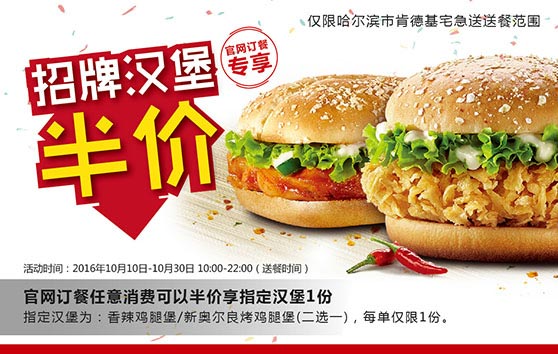 仅限哈尔滨市肯德基宅急送送餐范围
官网订餐
专享
招牌汉堡
半价
活动时间：2016年10月10日-10月30日 10:00-22:00（送餐时间）
官网订餐任意消费可以半价享指定汉堡1份
指定汉堡为：香辣鸡腿堡/新奥尔良烤鸡腿堡(二选一)，每单仅限1份。